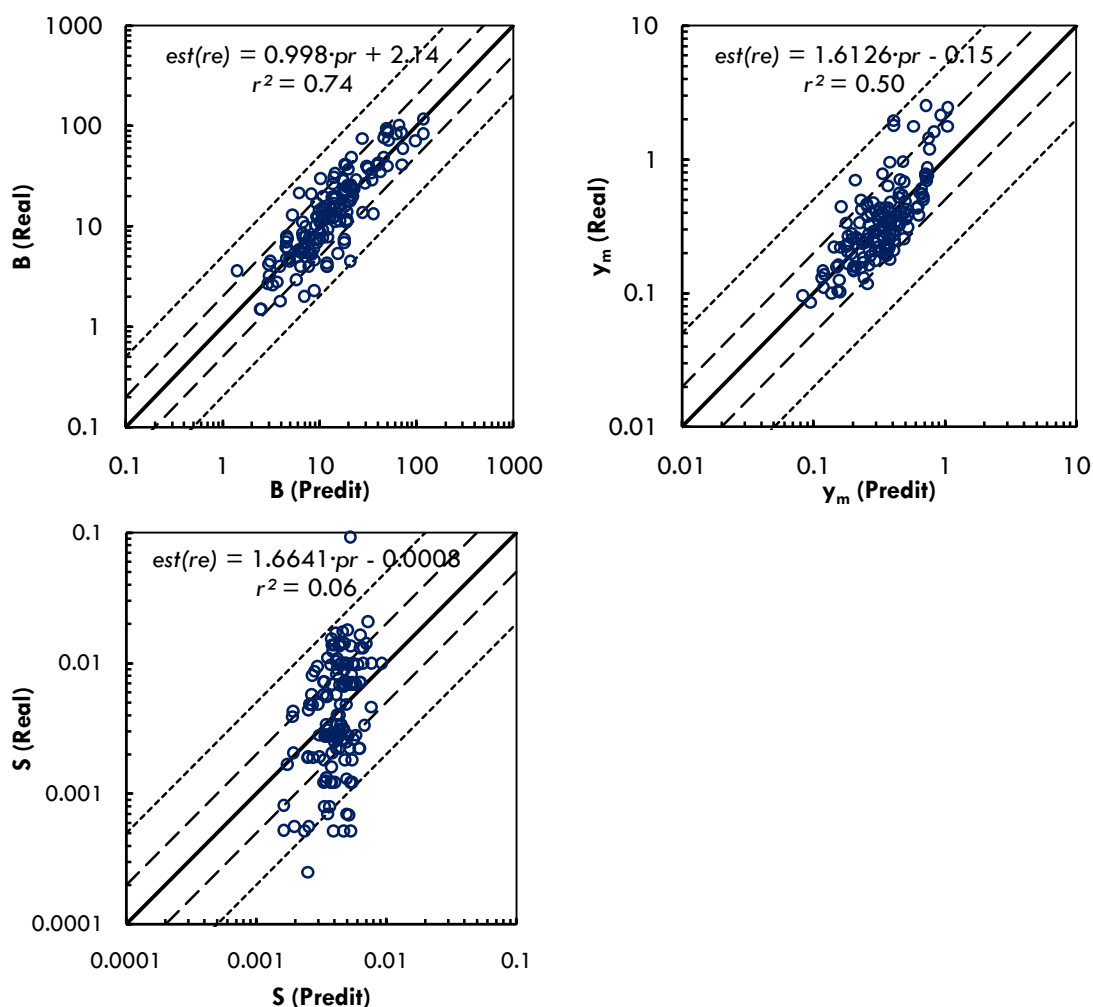 est(re) = 0.998·pr + 2.14
r² = 0.74
1000
100
10
1
0.1
B (Real)
0.1 1 10 100 1000
B (Predit)
est(re) = 1.6126·pr - 0.15
r² = 0.50
10
1
0.1
0.01
yₘ (Real)
0.01 0.1 1 10
yₘ (Predit)
est(re) = 1.6641·pr - 0.0008
r² = 0.06
0.1
0.01
0.001
0.0001
S (Real)
0.0001 0.001 0.01 0.1
S (Predit)